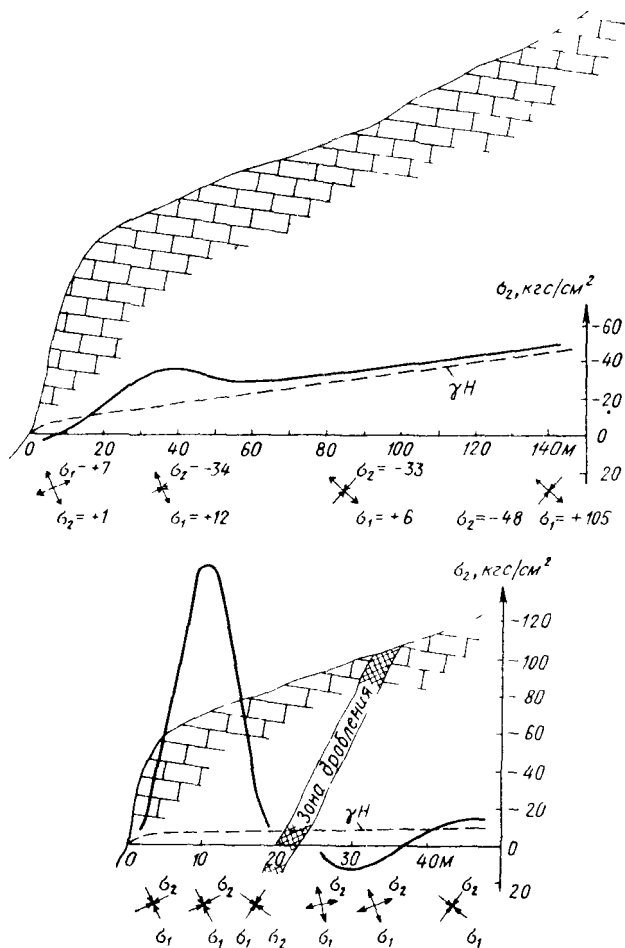 σ₂, кгс/см²
-60
-40
-20
0
20
γH
0 20 40 60 80 100 120 140 м
σ₁ = +7 σ₂ = -34 σ₂ = -33
σ₂ = +1 σ₁ = +12 σ₁ = +6 σ₂ = -48 σ₁ = +105
σ₂, кгс/см²
-120
-100
-80
-60
-40
-20
0
20
Зона дробления
γH
0 10 20 30 40 м
σ₂ σ₂ σ₂ σ₂ σ₂
σ₁ σ₁ σ₁ σ₂ σ₁ σ₁ σ₁